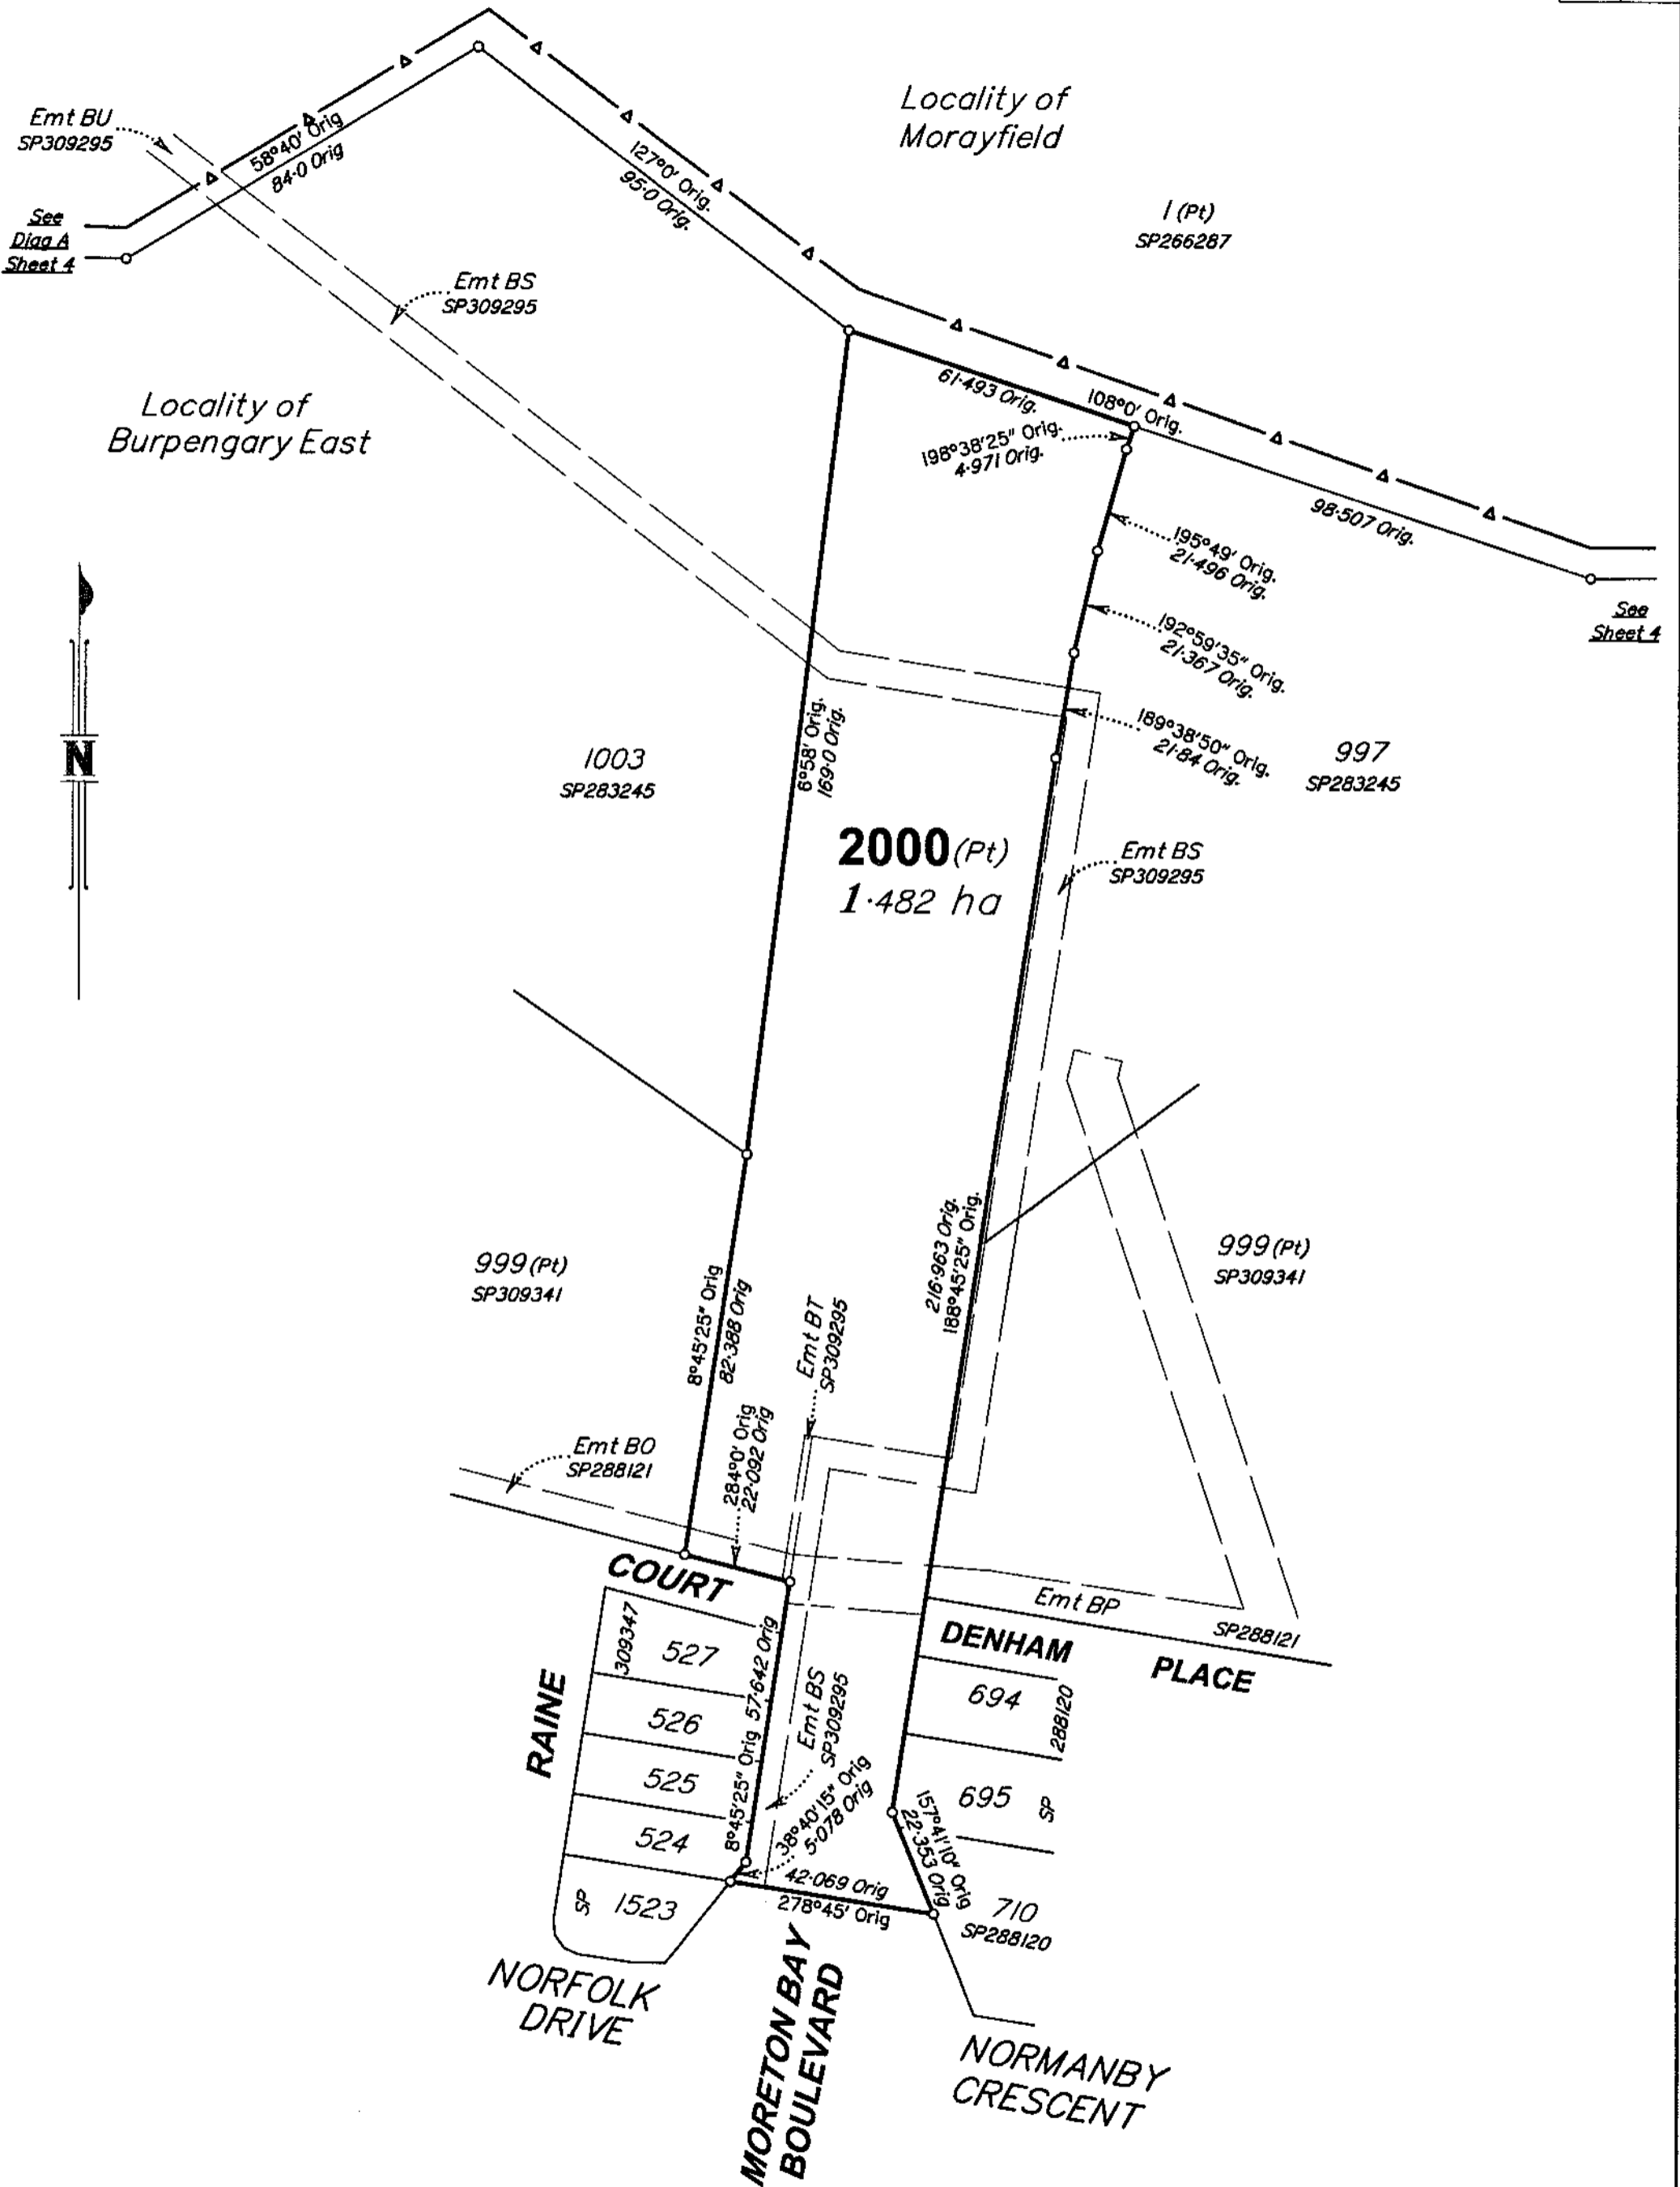 Locality of
Morayfield
Emt BU
SP309295
58°40' Orig
84·0 Orig
127°0' Orig.
95·0 Orig.
1 (Pt)
SP266287
See
Diag A
Sheet 4
Emt BS
SP309295
61·493 Orig.
108°0' Orig.
198°38'25" Orig.
4·971 Orig.
Locality of
Burpengary East
98·507 Orig.
195°49' Orig.
21·496 Orig.
See
Sheet 4
192°59'35" Orig.
21·367 Orig.
189°38'50" Orig.
21·84 Orig.
6°58' Orig.
169·0 Orig.
N
1003
SP283245
997
SP283245
2000 (Pt)
1·482 ha
Emt BS
SP309295
216·963 Orig.
188°45'25" Orig.
999 (Pt)
SP309341
999 (Pt)
SP309341
8°45'25" Orig
82·388 Orig
Emt BT
SP309295
284°0' Orig
22·092 Orig
Emt BO
SP288121
COURT
Emt BP
SP288121
DENHAM
PLACE
309347
527
57·642 Orig
8°45'25" Orig
RAINE
526
Emt BS
SP309295
694
288120
525
38°40'15" Orig
5·078 Orig
695
SP
524
157°41'10" Orig
22·353 Orig
42·069 Orig
278°45' Orig
SP
1523
710
SP288120
NORFOLK
DRIVE
MORETON BAY
BOULEVARD
NORMANBY
CRESCENT